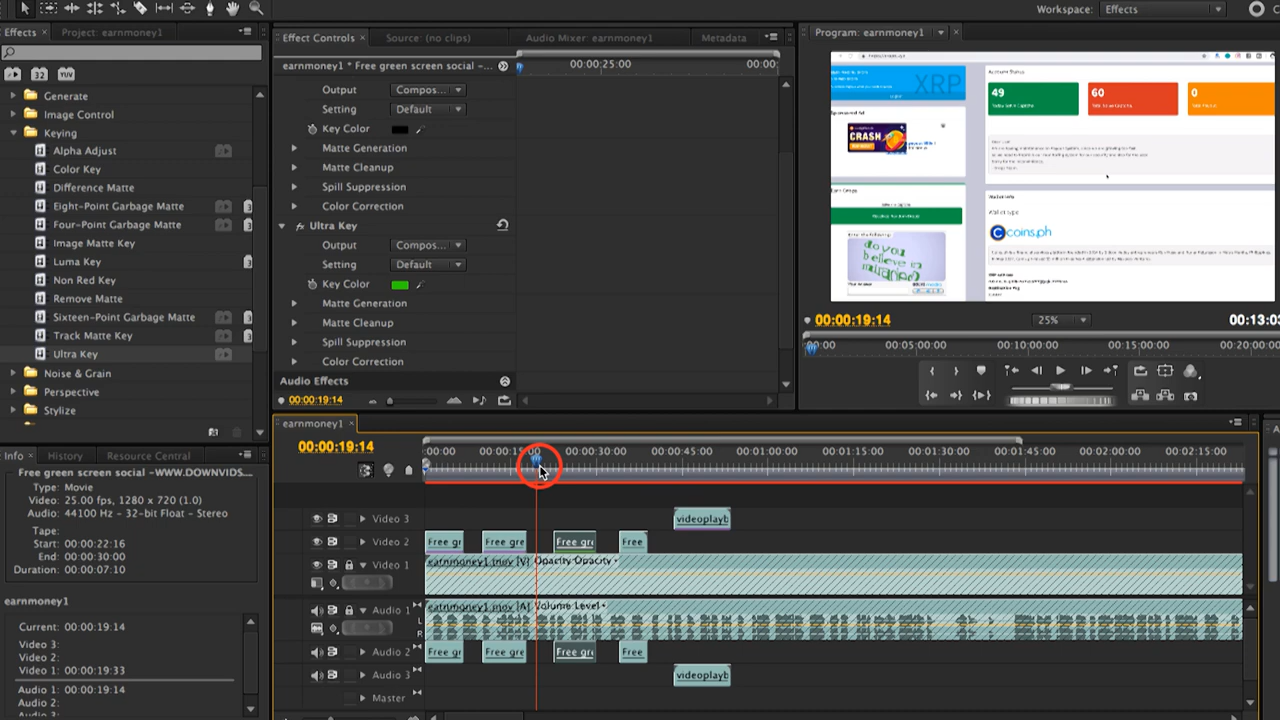 Workspace: Effects
Effects × Project: earnmoney1
Effect Controls × Source: (no clips) Audio Mixer: earnmoney1 Metadata
Program: earnmoney1
earnmoney1 * Free green screen social -... 00:00:25:00 00:00:
Generate
Image Control
Keying
Alpha Adjust
Color Key
Difference Matte
Eight-Point Garbage Matte
Four-Point Garbage Matte
Image Matte Key
Luma Key
Non Red Key
Remove Matte
Sixteen-Point Garbage Matte
Track Matte Key
Ultra Key
Noise & Grain
Perspective
Stylize
Output Compos...
Setting Default
Key Color
Matte Generation
Color Correction
Compos...
Setting Default
Matte Cleanup
Spill Suppression
Color Correction
Audio Effects
00:00:19:14
XRP
Account Status
49 60 0
CRASH
coins.ph
do you
believe in
00:00:19:14 25% 00:13:03
00:00 00:05:00:00 00:10:00:00 00:15:00:00 00:20:00:00
Info × History Resource Central
Free green screen social -WWW.DOWNVIDS...
Type: Movie
Video: 25.00 fps, 1280 x 720 (1.0)
Audio: 44100 Hz - 32-bit Float - Stereo
Tape:
Start: 00:00:22:16
End: 00:00:30:00
Duration: 00:00:07:10
earnmoney1
Current: 00:00:19:14
Video 3:
Video 2:
Video 1: 00:00:19:33
Audio 1: 00:00:19:14
Audio 2:
earnmoney1 ×
00:00:19:14
:00:00 00:00:15:00 00:00:30:00 00:00:45:00 00:01:00:00 00:01:15:00 00:01:30:00 00:01:45:00 00:02:00:00 00:02:15:00
Video 3 videoplayb
Video 2 Free gr Free gre Free gre Free
Video 1 earnmoney1.mov [V] Opacity:Opacity
Audio 1 earnmoney1.mov [A] Volume:Level
L
R
Audio 2 Free gr Free gre Free gre Free
Audio 3 videoplayb
Master